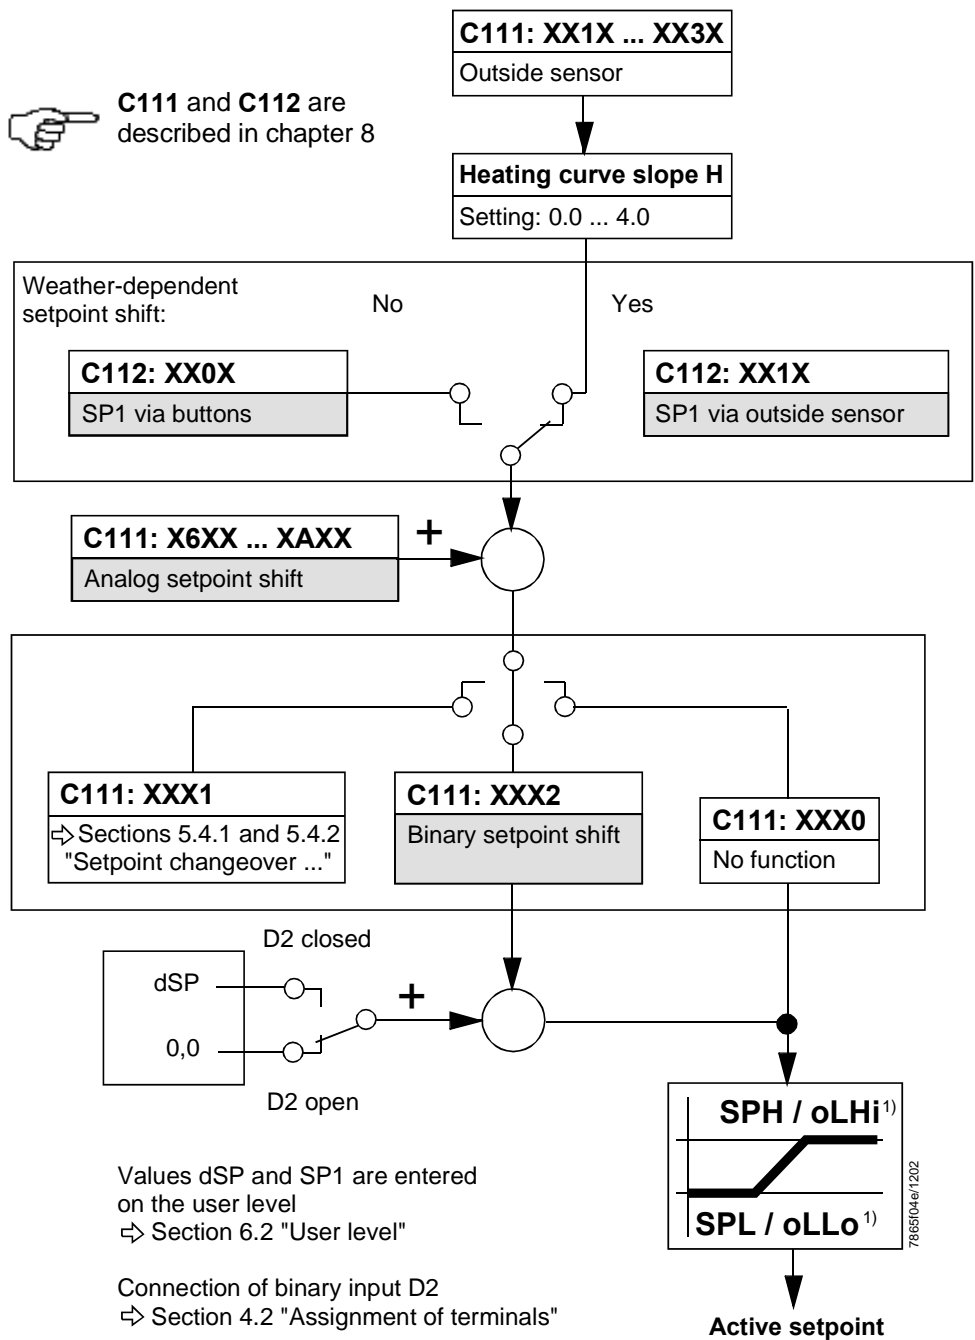 C111: XX1X ... XX3X
Outside sensor
C111 and C112 are
described in chapter 8
Heating curve slope H
Setting: 0.0 ... 4.0
Weather-dependent
setpoint shift:
No
Yes
C112: XX0X
SP1 via buttons
C112: XX1X
SP1 via outside sensor
C111: X6XX ... XAXX
+
Analog setpoint shift
C111: XXX1
⇨ Sections 5.4.1 and 5.4.2
"Setpoint changeover ..."
C111: XXX2
Binary setpoint shift
C111: XXX0
No function
D2 closed
dSP
+
0,0
D2 open
SPH / oLHi 1)
SPL / oLLo 1)
7865f04e/1202
Values dSP and SP1 are entered
on the user level
⇨ Section 6.2 "User level"
Connection of binary input D2
⇨ Section 4.2 "Assignment of terminals"
Active setpoint